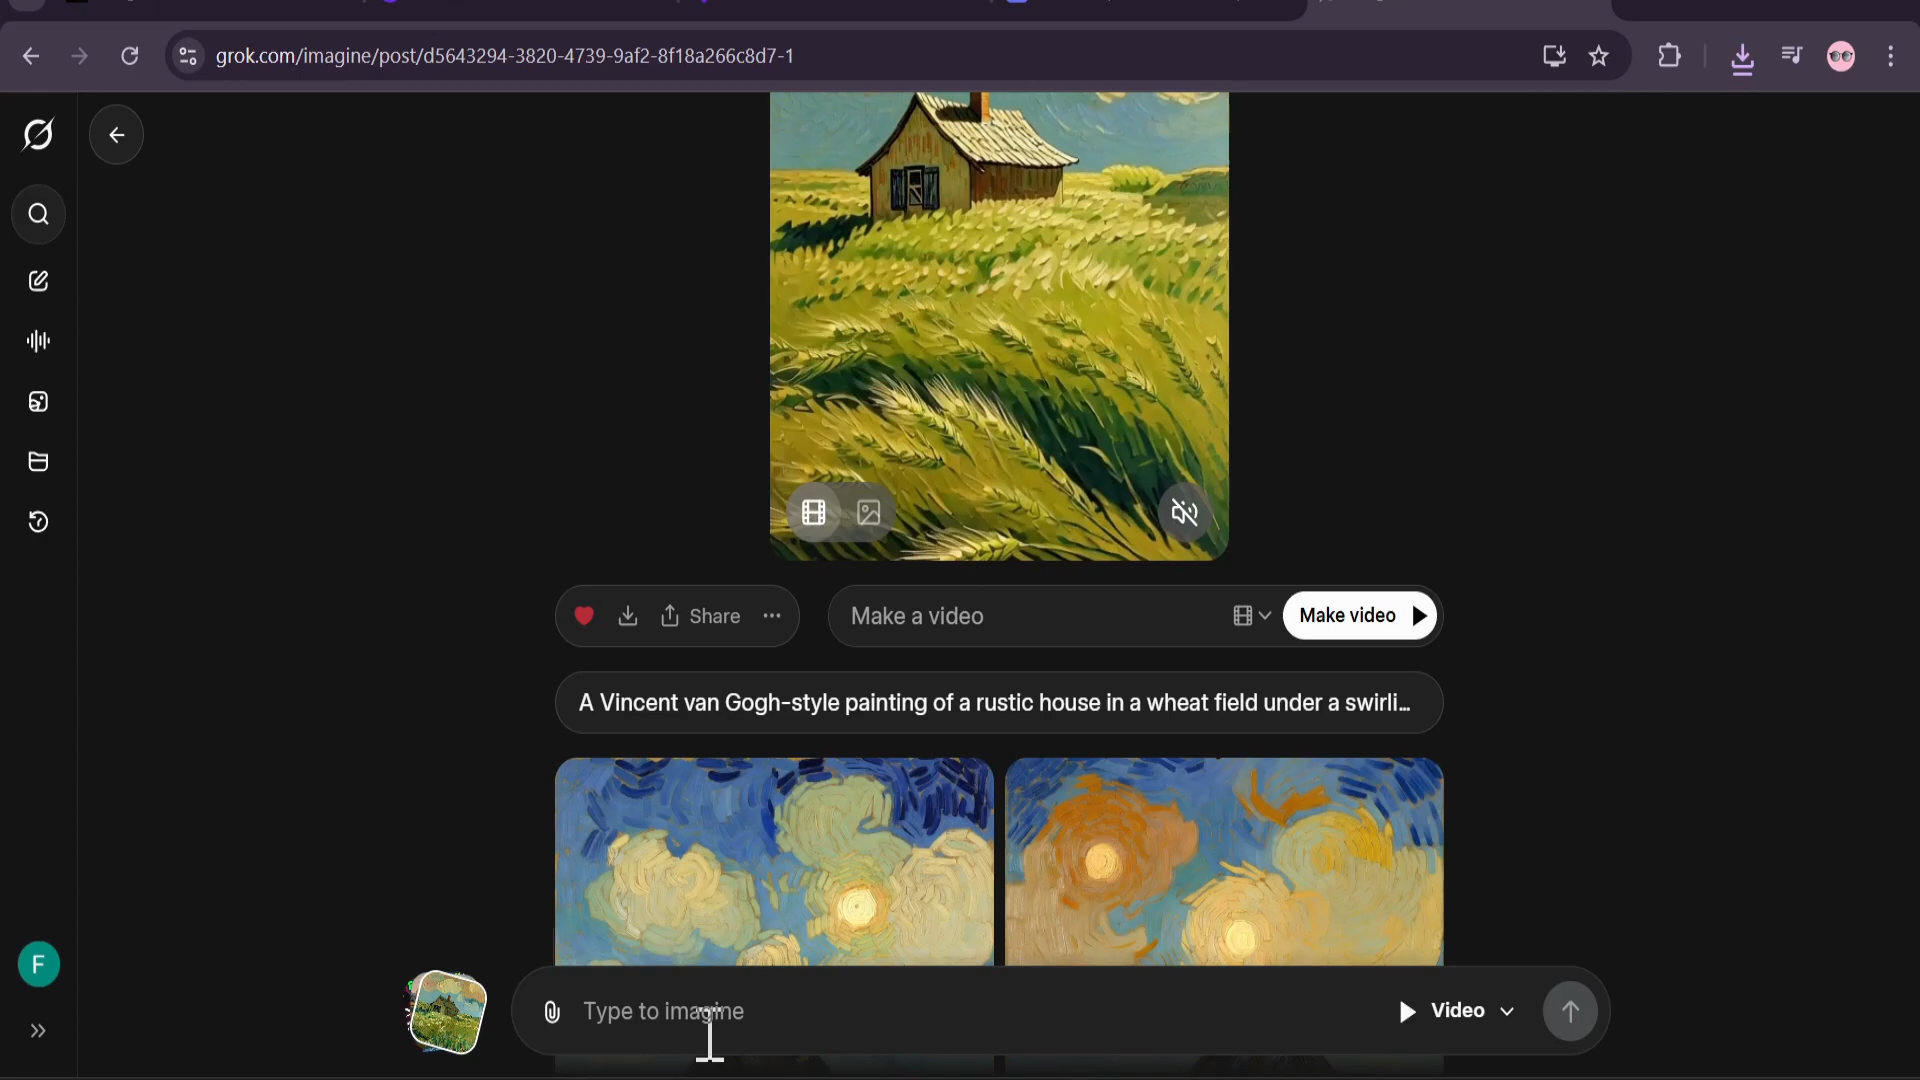 grok.com/imagine/post/d5643294-3820-4739-9af2-8f18a266c8d7-1
Share
Make a video
Make video
A Vincent van Gogh-style painting of a rustic house in a wheat field under a swirli...
F
Type to imagine
Video